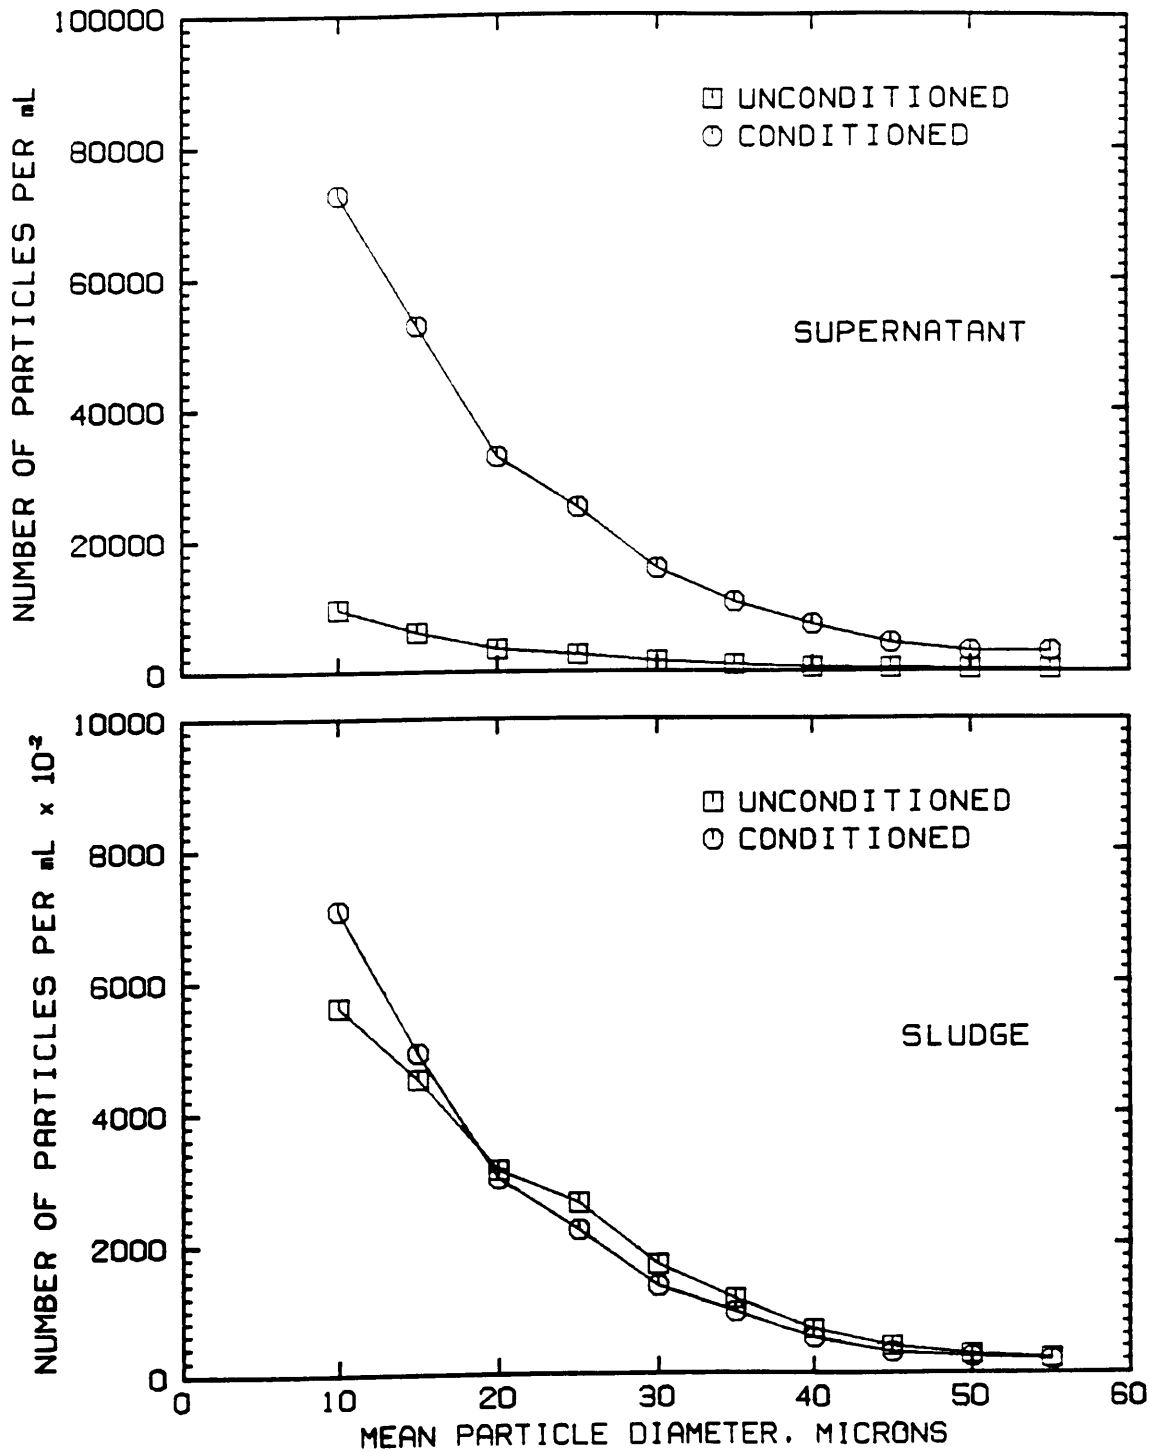 100000
80000
60000
40000
20000
0
NUMBER OF PARTICLES PER mL
UNCONDITIONED
CONDITIONED
SUPERNATANT
10000
8000
6000
4000
2000
0
NUMBER OF PARTICLES PER mL x 10⁻²
UNCONDITIONED
CONDITIONED
SLUDGE
0 10 20 30 40 50 60
MEAN PARTICLE DIAMETER, MICRONS